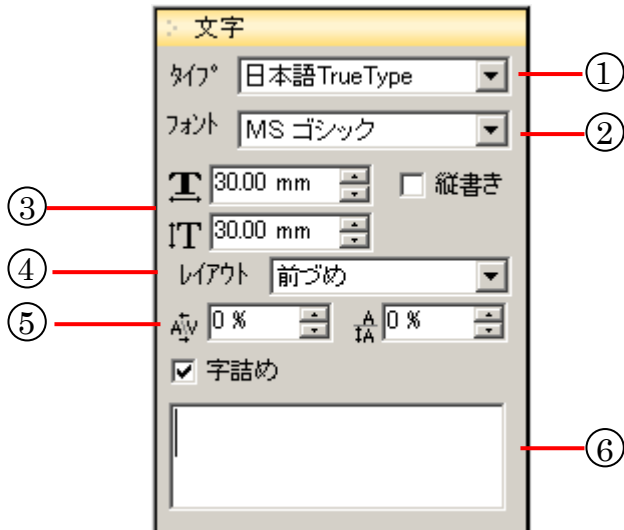 文字
ﾀｲﾌﾟ 日本語TrueType ①
ﾌｫﾝﾄ MS ゴシック ②
T 30.00 mm 縦書き
③
T 30.00 mm
④ ﾚｲｱｳﾄ 前づめ
⑤ AV 0 % A A 0 %
字詰め
⑥